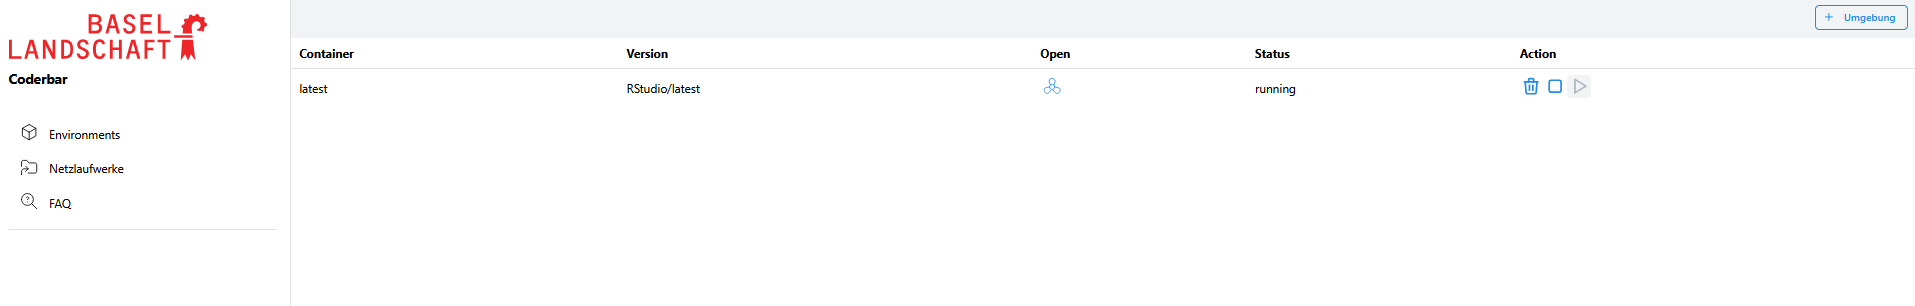 BASEL
LANDSCHAFT
Coderbar
Environments
Netzlaufwerke
FAQ
+ Umgebung
Container Version Open Status Action
latest RStudio/latest running